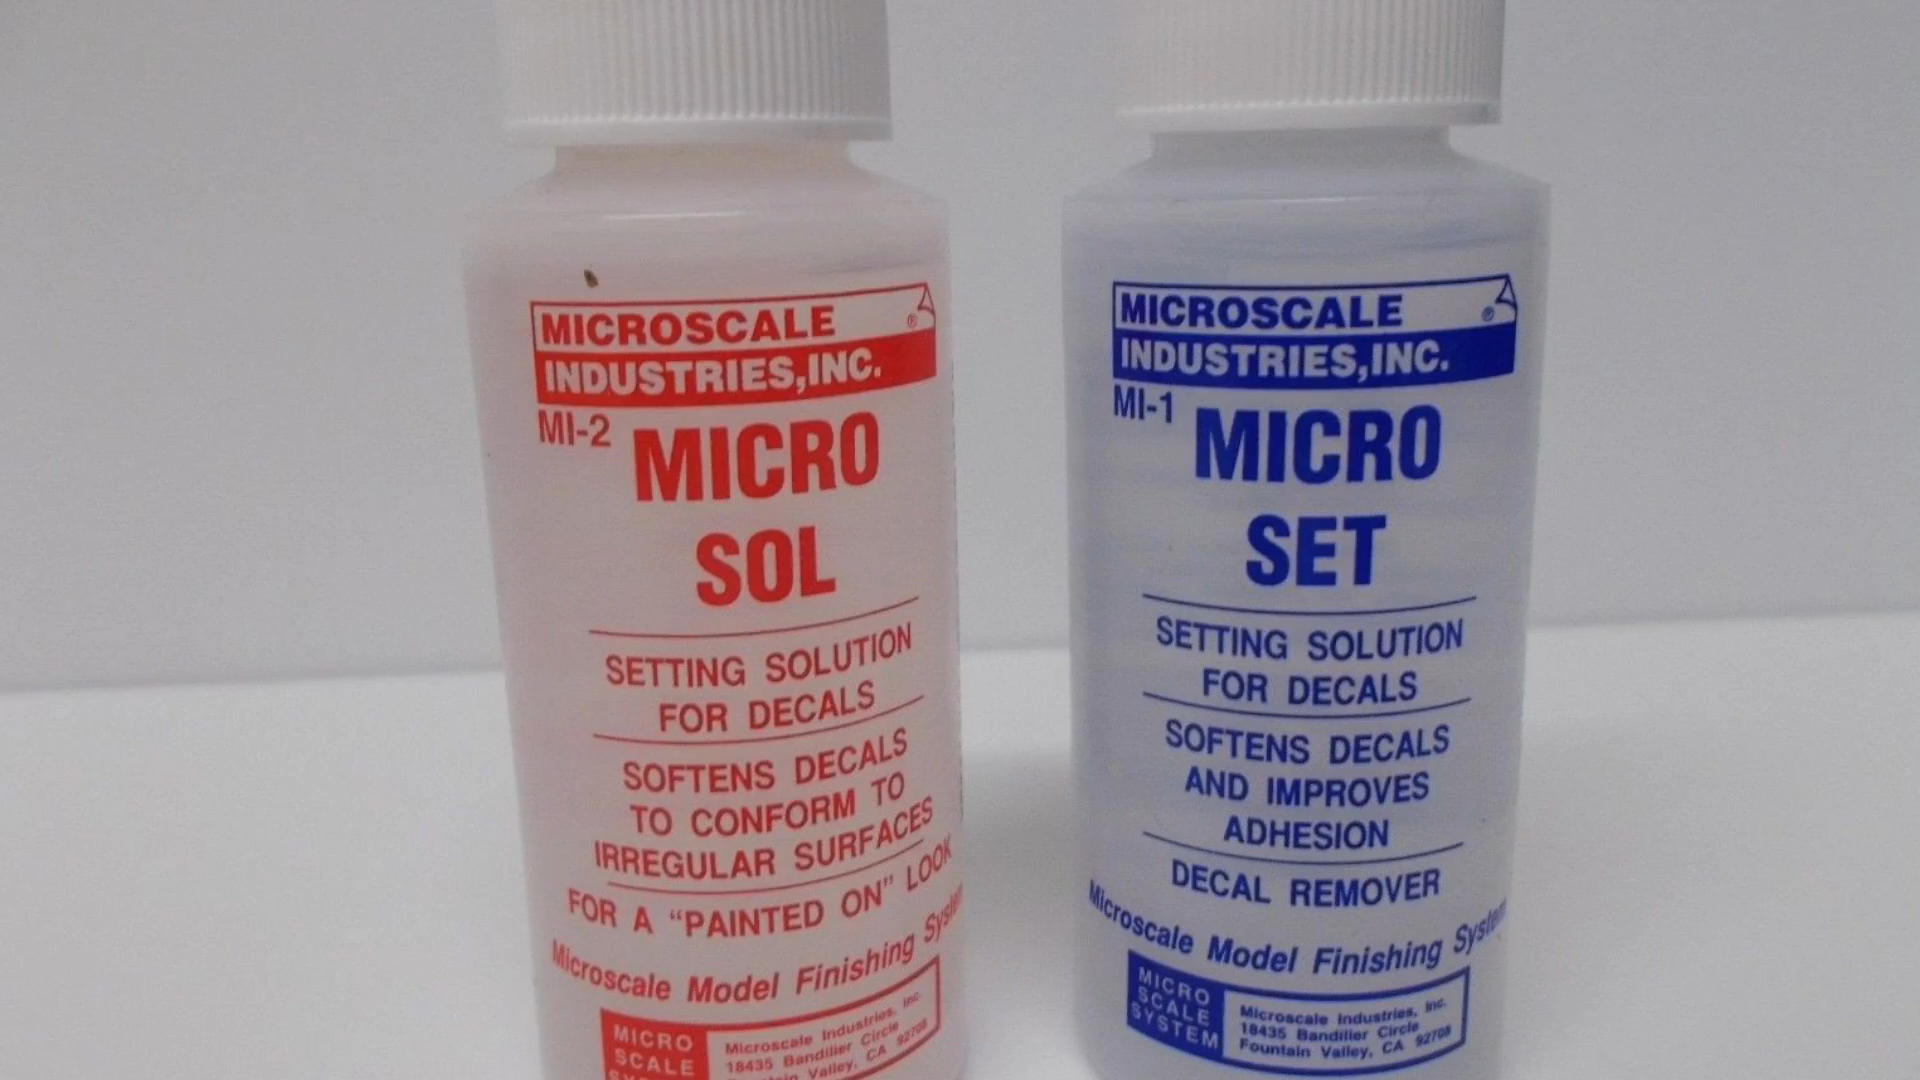 MICROSCALE
®
INDUSTRIES,INC.
MI-2
MICRO
SOL
SETTING SOLUTION
FOR DECALS
SOFTENS DECALS
TO CONFORM TO
IRREGULAR SURFACES
FOR A “PAINTED ON” LOOK
Microscale Model Finishing System
MICRO
SCALE
Microscale Industries, Inc.
18435 Bandilier Circle
Valley, CA 92708
MICROSCALE
®
INDUSTRIES,INC.
MI-1
MICRO
SET
SETTING SOLUTION
FOR DECALS
SOFTENS DECALS
AND IMPROVES
ADHESION
DECAL REMOVER
Microscale Model Finishing System
MICRO
SCALE
SYSTEM
Microscale Industries, Inc.
18435 Bandilier Circle
Fountain Valley, CA 92708